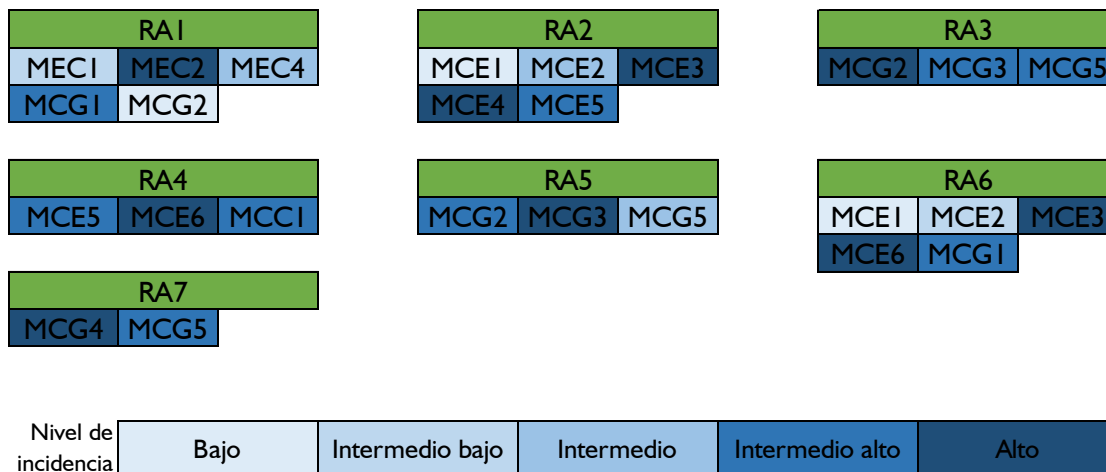 RA1
MEC1 MEC2 MEC4
MCG1 MCG2
RA2
MCE1 MCE2 MCE3
MCE4 MCE5
RA3
MCG2 MCG3 MCG5
RA4
MCE5 MCE6 MCC1
RA5
MCG2 MCG3 MCG5
RA6
MCE1 MCE2 MCE3
MCE6 MCG1
RA7
MCG4 MCG5
Nivel de
incidencia
Bajo Intermedio bajo Intermedio Intermedio alto Alto